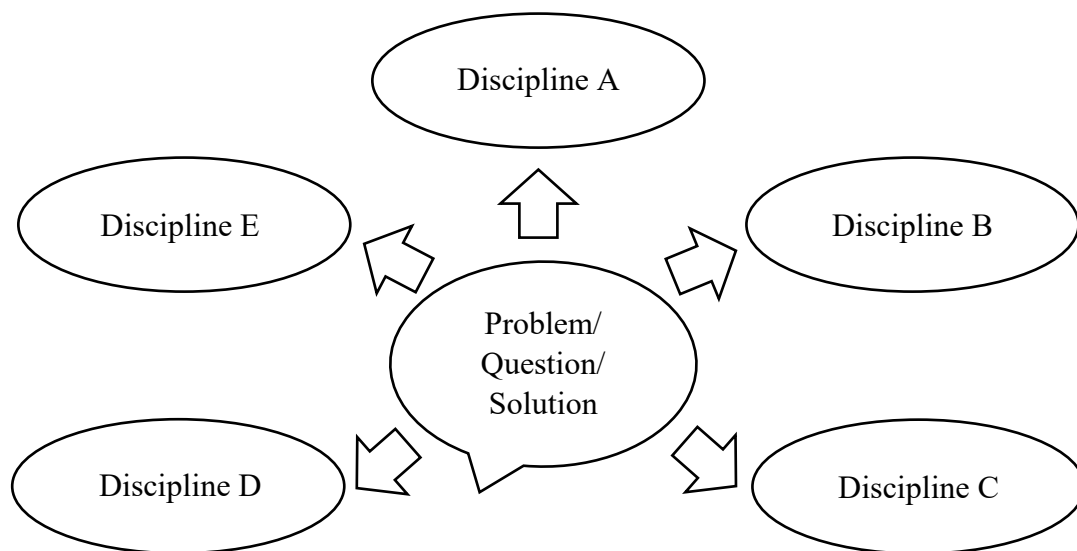 Discipline A
Discipline E
Discipline B
Problem/
Question/
Solution
Discipline D
Discipline C